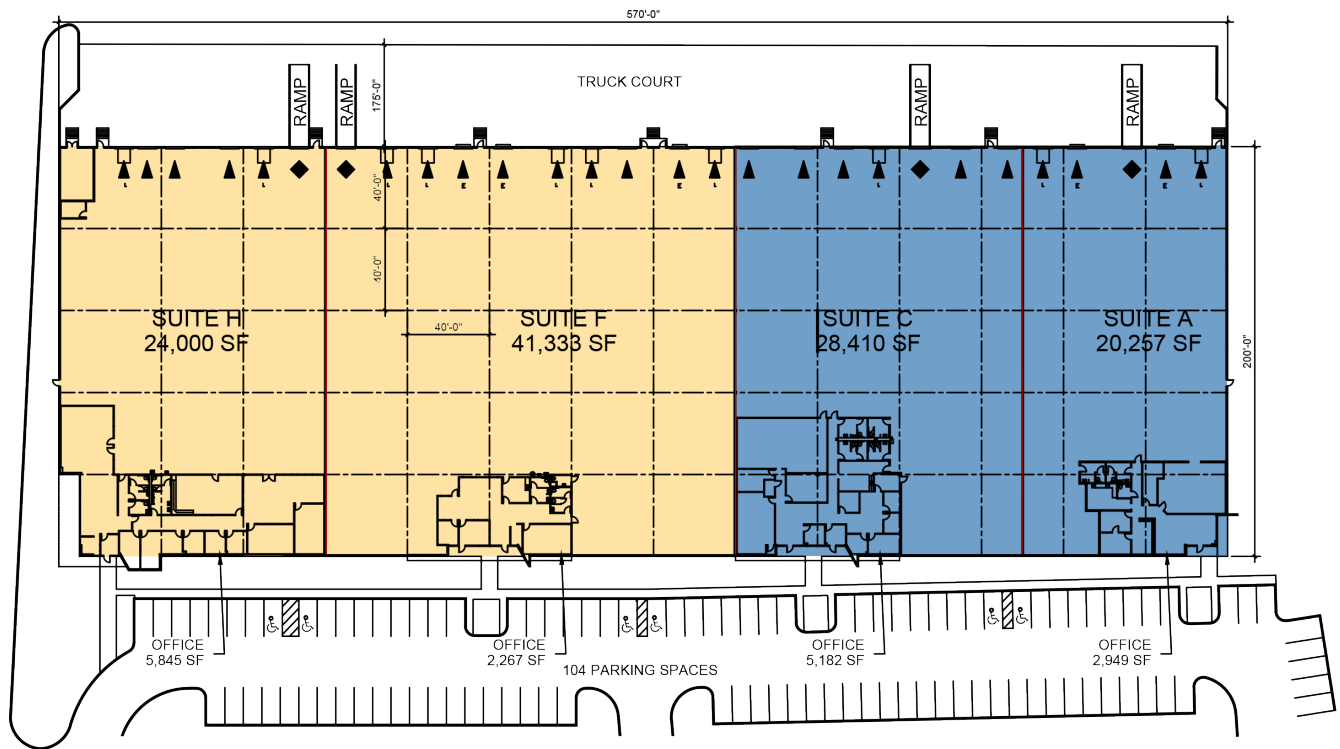 570'-0"
TRUCK COURT
175'-0"
RAMP
RAMP
RAMP
RAMP
L
L
L
L
E
E
L
L
E
L
L
L
E
E
L
40'-0"
40'-0"
40'-0"
200'-0"
SUITE H
24,000 SF
SUITE F
41,333 SF
SUITE C
28,410 SF
SUITE A
20,257 SF
OFFICE
5,845 SF
OFFICE
2,267 SF
OFFICE
5,182 SF
OFFICE
2,949 SF
104 PARKING SPACES